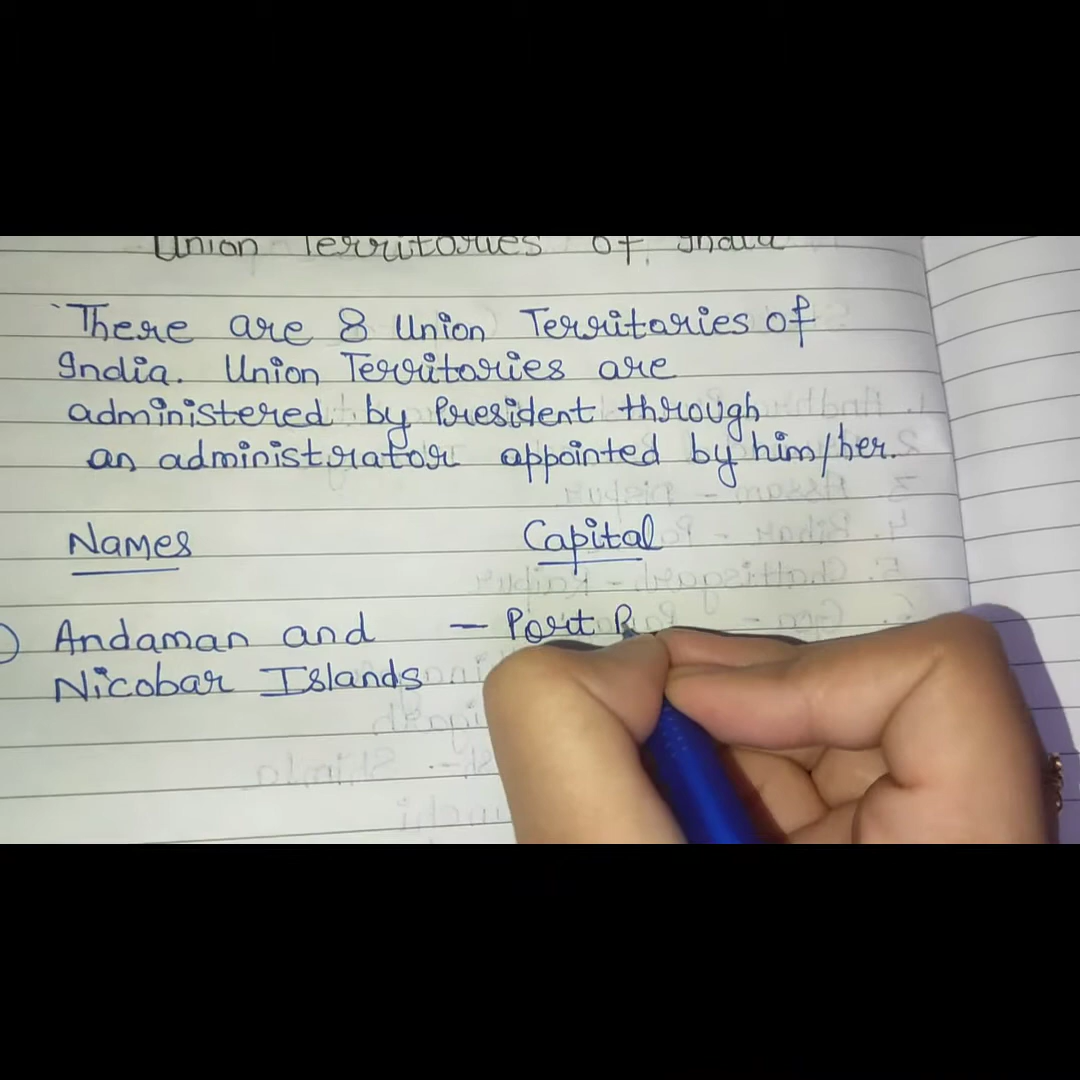 Union Territories of India
There are 8 Union Territories of
India. Union Territories are
administered by President through
an administrator appointed by him/her.
Names Capital
Andaman and — Port
Nicobar Islands